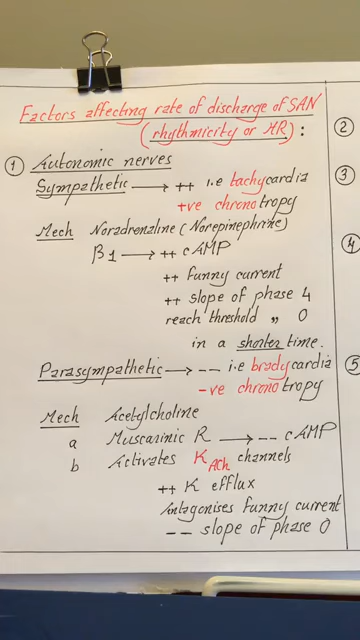 Factors affecting rate of discharge of SAN
(rhythmicity or HR) :
① Autonomic nerves
Sympathetic → ++ i.e tachycardia
+ve chronotropy
Mech Noradrenaline (Norepinephrine)
β1 → ++ cAMP
++ funny current
++ slope of phase 4
reach threshold „ 0
in a shorter time.
Parasympathetic → -- i.e bradycardia
-ve chronotropy
Mech Acetylcholine
a Muscarinic R → -- cAMP
b Activates K ACh channels
++ K efflux
Antagonises funny current
-- slope of phase 0
②
③
④
⑤